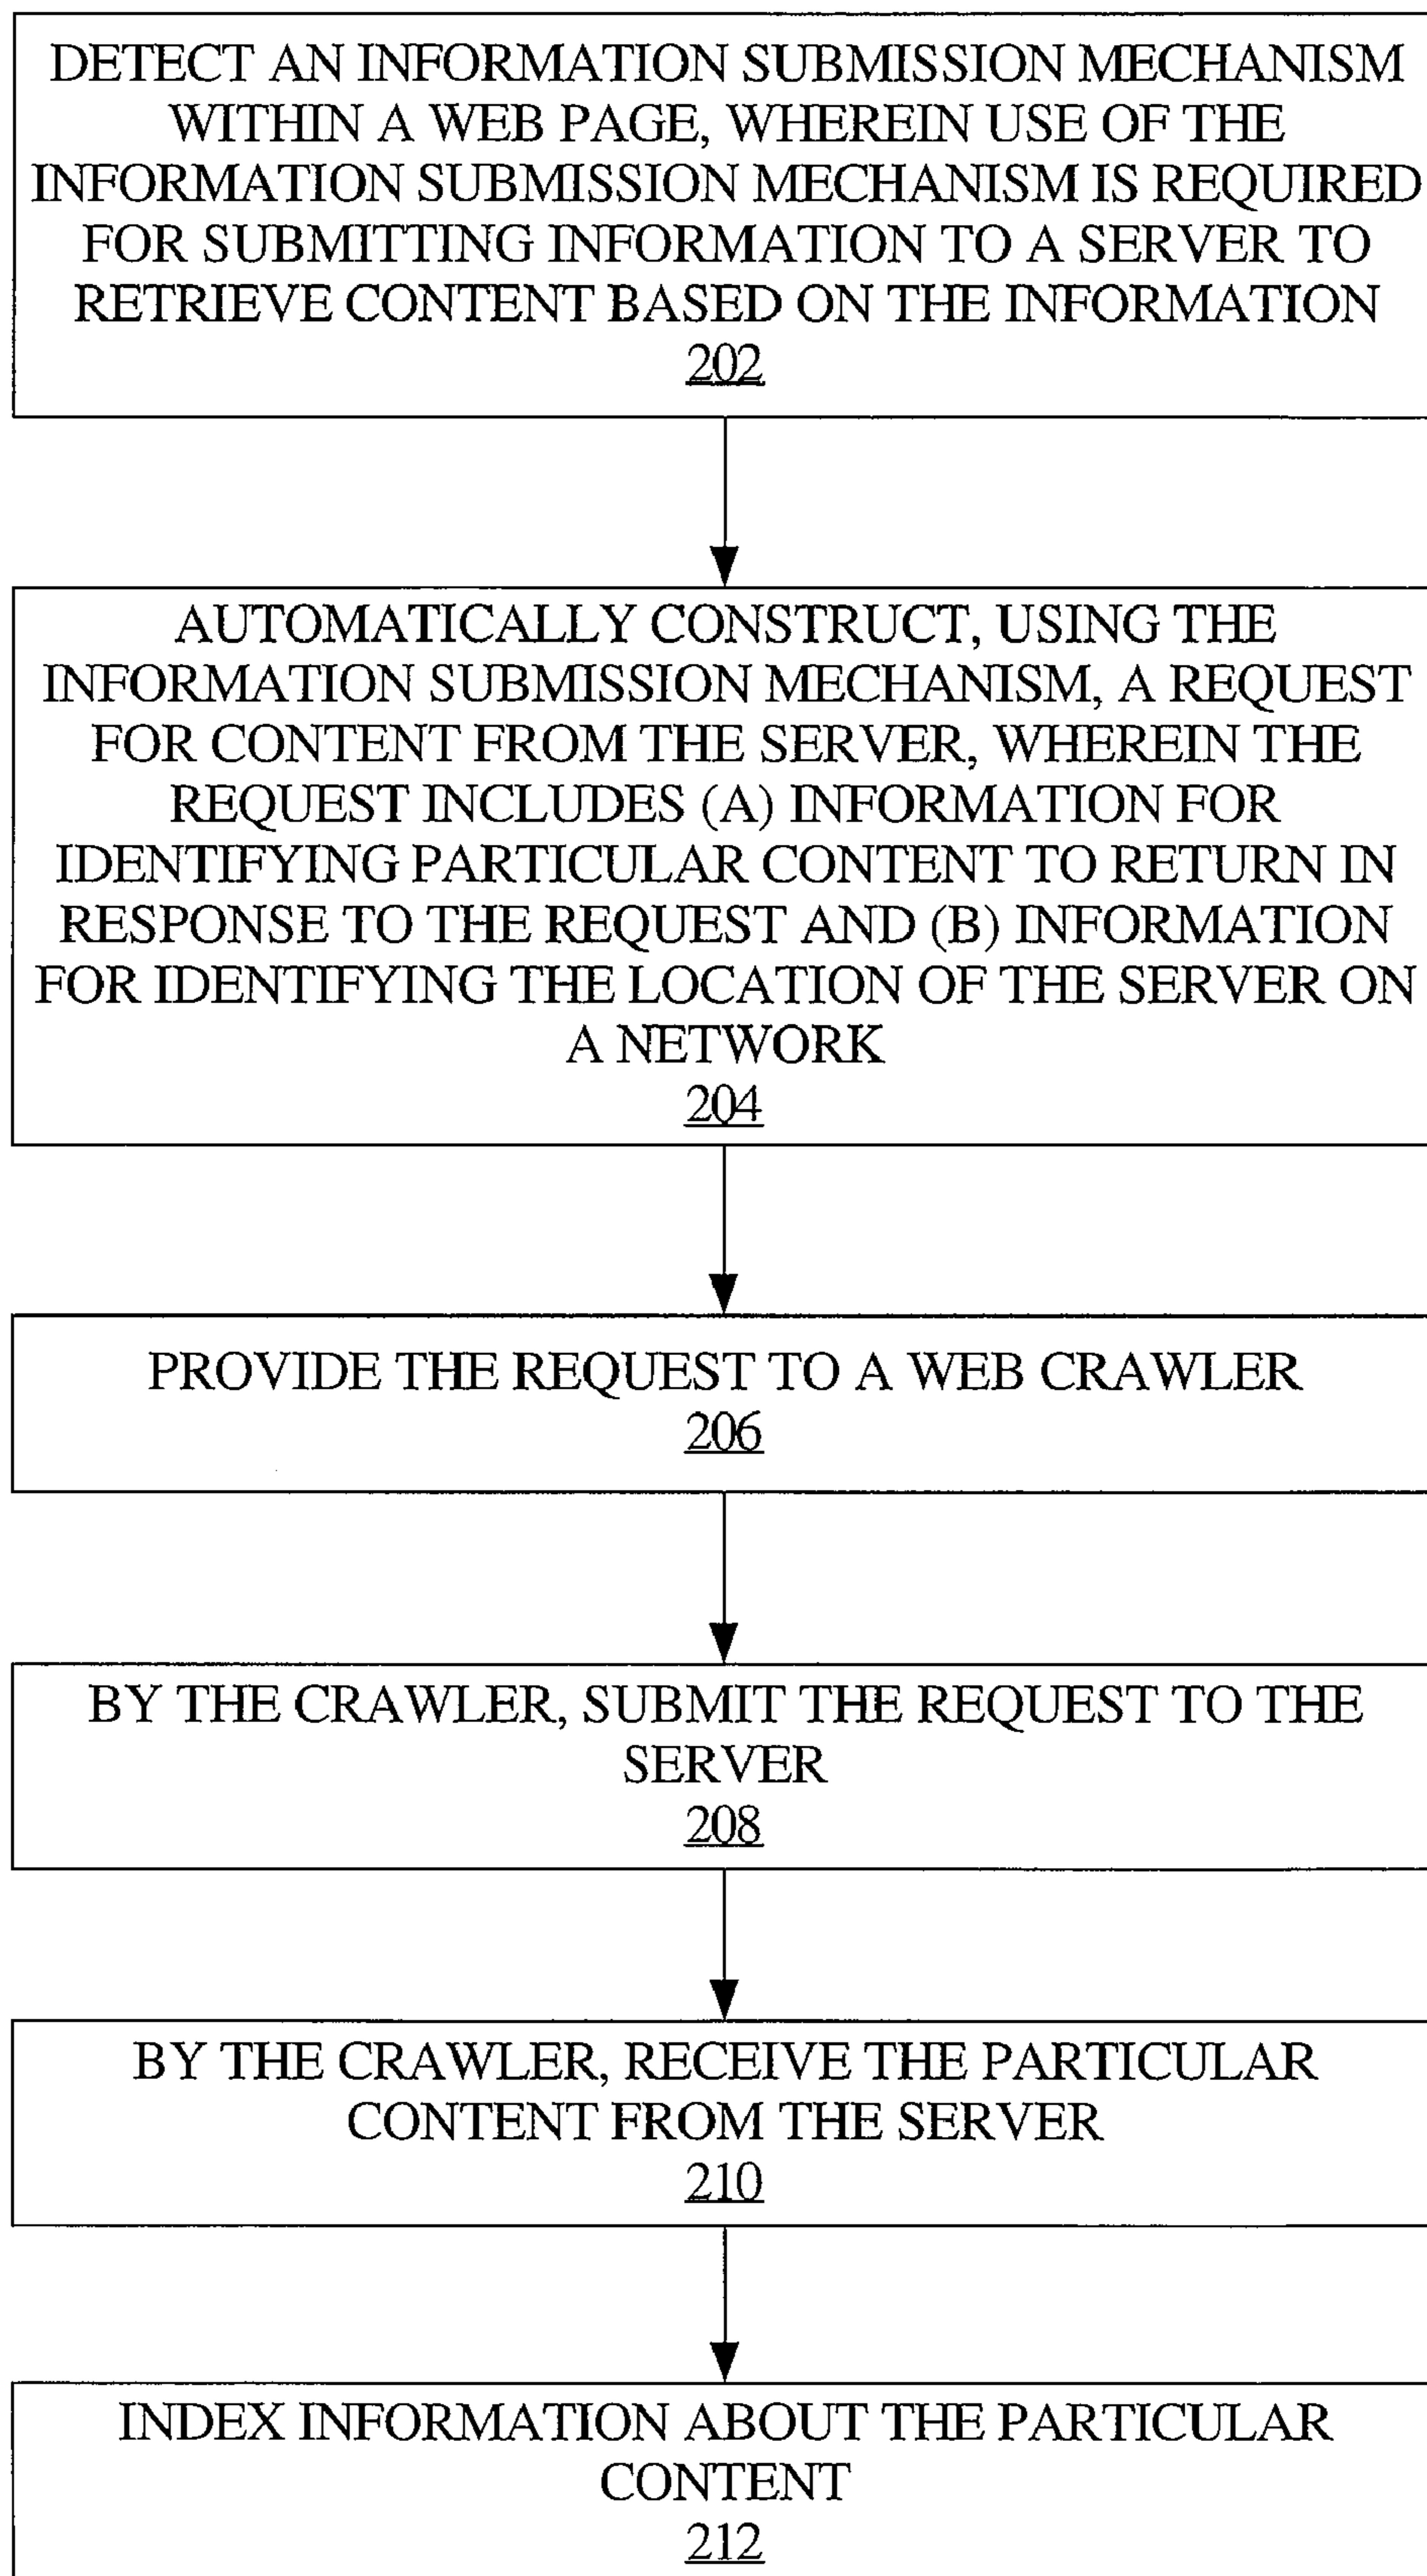 DETECT AN INFORMATION SUBMISSION MECHANISM
WITHIN A WEB PAGE, WHEREIN USE OF THE
INFORMATION SUBMISSION MECHANISM IS REQUIRED
FOR SUBMITTING INFORMATION TO A SERVER TO
RETRIEVE CONTENT BASED ON THE INFORMATION
202
AUTOMATICALLY CONSTRUCT, USING THE
INFORMATION SUBMISSION MECHANISM, A REQUEST
FOR CONTENT FROM THE SERVER, WHEREIN THE
REQUEST INCLUDES (A) INFORMATION FOR
IDENTIFYING PARTICULAR CONTENT TO RETURN IN
RESPONSE TO THE REQUEST AND (B) INFORMATION
FOR IDENTIFYING THE LOCATION OF THE SERVER ON
A NETWORK
204
PROVIDE THE REQUEST TO A WEB CRAWLER
206
BY THE CRAWLER, SUBMIT THE REQUEST TO THE
SERVER
208
BY THE CRAWLER, RECEIVE THE PARTICULAR
CONTENT FROM THE SERVER
210
INDEX INFORMATION ABOUT THE PARTICULAR
CONTENT
212